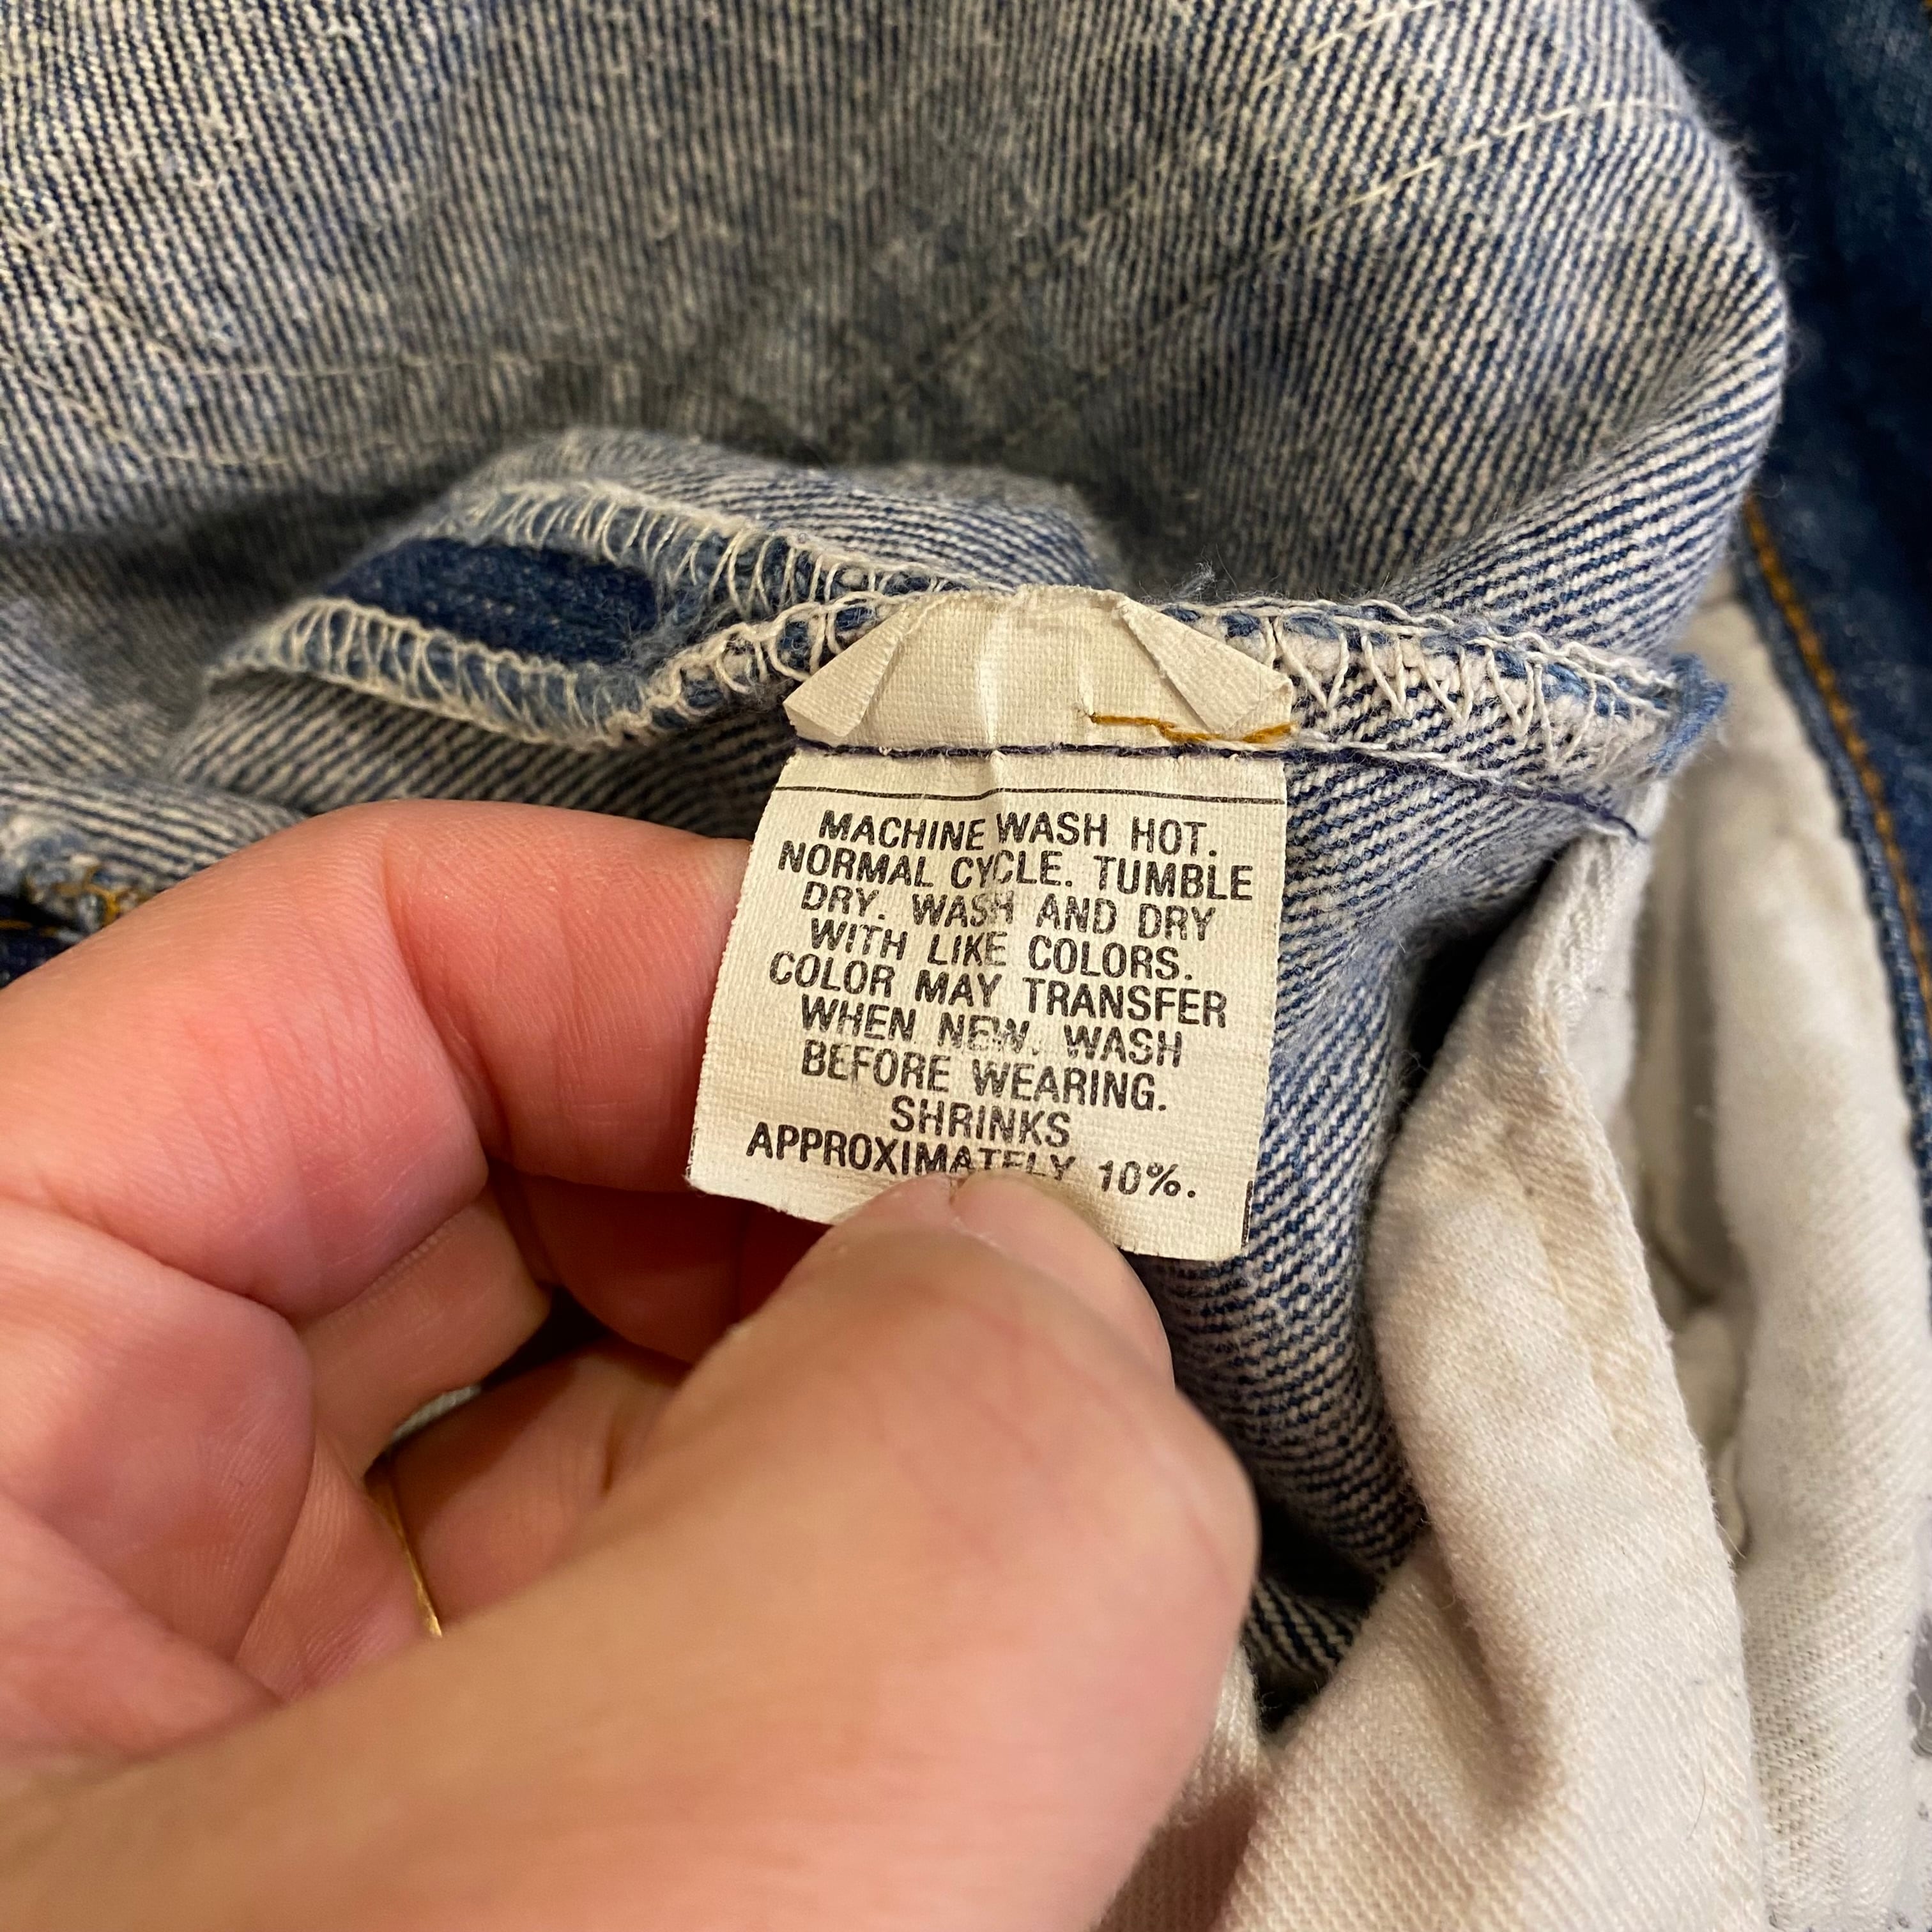 MACHINE WASH HOT.
NORMAL CYCLE. TUMBLE
DRY. WASH AND DRY
WITH LIKE COLORS.
COLOR MAY TRANSFER
WHEN NEW. WASH
BEFORE WEARING.
SHRINKS
APPROXIMATELY 10%.